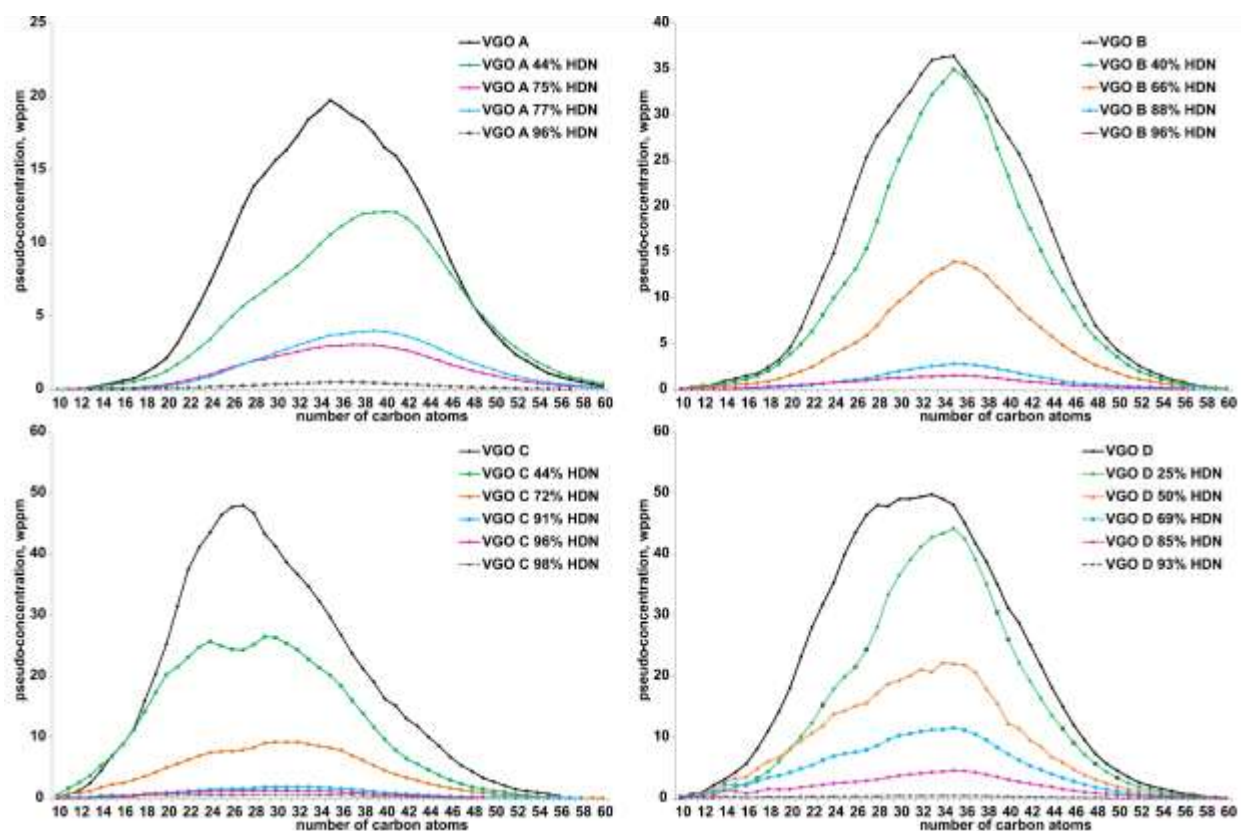 25
20
15
10
5
0
pseudo-concentration, wppm
VGO A
VGO A 44% HDN
VGO A 75% HDN
VGO A 77% HDN
VGO A 96% HDN
10 12 14 16 18 20 22 24 26 28 30 32 34 36 38 40 42 44 46 48 50 52 54 56 58 60
number of carbon atoms
40
35
30
25
20
15
10
5
0
pseudo-concentration, wppm
VGO B
VGO B 40% HDN
VGO B 66% HDN
VGO B 88% HDN
VGO B 96% HDN
10 12 14 16 18 20 22 24 26 28 30 32 34 36 38 40 42 44 46 48 50 52 54 56 58 60
number of carbon atoms
60
50
40
30
20
10
0
pseudo-concentration, wppm
VGO C
VGO C 44% HDN
VGO C 72% HDN
VGO C 91% HDN
VGO C 96% HDN
VGO C 98% HDN
10 12 14 16 18 20 22 24 26 28 30 32 34 36 38 40 42 44 46 48 50 52 54 56 58 60
number of carbon atoms
60
50
40
30
20
10
0
pseudo-concentration, wppm
VGO D
VGO D 25% HDN
VGO D 50% HDN
VGO D 69% HDN
VGO D 85% HDN
VGO D 93% HDN
10 12 14 16 18 20 22 24 26 28 30 32 34 36 38 40 42 44 46 48 50 52 54 56 58 60
number of carbon atoms